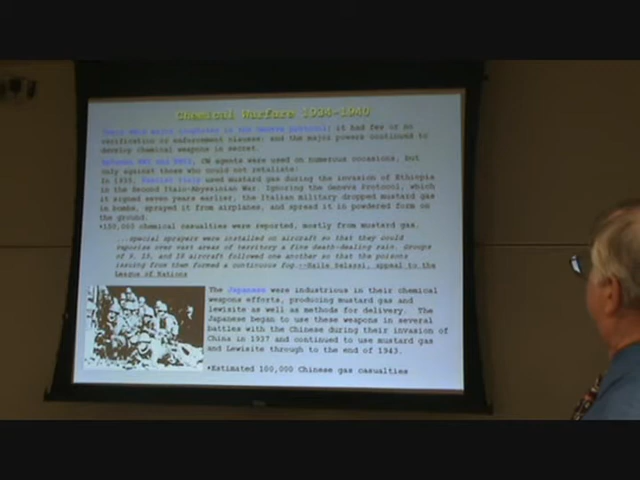 Chemical Warfare 1924-1940
There were major loopholes in the Geneva protocol; it had few or no
verification or enforcement clauses; and the major powers continued to
develop chemical weapons in secret.
Between WWI and WWII, CW agents were used on numerous occasions, but
only against those who could not retaliate:
In 1935, Fascist Italy used mustard gas during the invasion of Ethiopia
in the Second Italo-Abyssinian War. Ignoring the Geneva Protocol, which
it signed seven years earlier, the Italian military dropped mustard gas
in bombs, sprayed it from airplanes, and spread it in powdered form on
the ground.
•100,000 chemical casualties were reported, mostly from mustard gas.
...special sprayers were installed on aircraft so that they could
vaporize over vast areas of territory a fine death-dealing rain. Groups
of 9, 15, and 18 aircraft followed one another so that the poisons
issuing from them formed a continuous fog.--Haile Selassi, appeal to the
League of Nations
The Japanese were industrious in their chemical
weapons efforts, producing mustard gas and
lewisite as well as methods for delivery. The
Japanese began to use these weapons in several
battles with the Chinese during their invasion of
China in 1937 and continued to use mustard gas
and Lewisite through to the end of 1943.
•Estimated 100,000 Chinese gas casualties